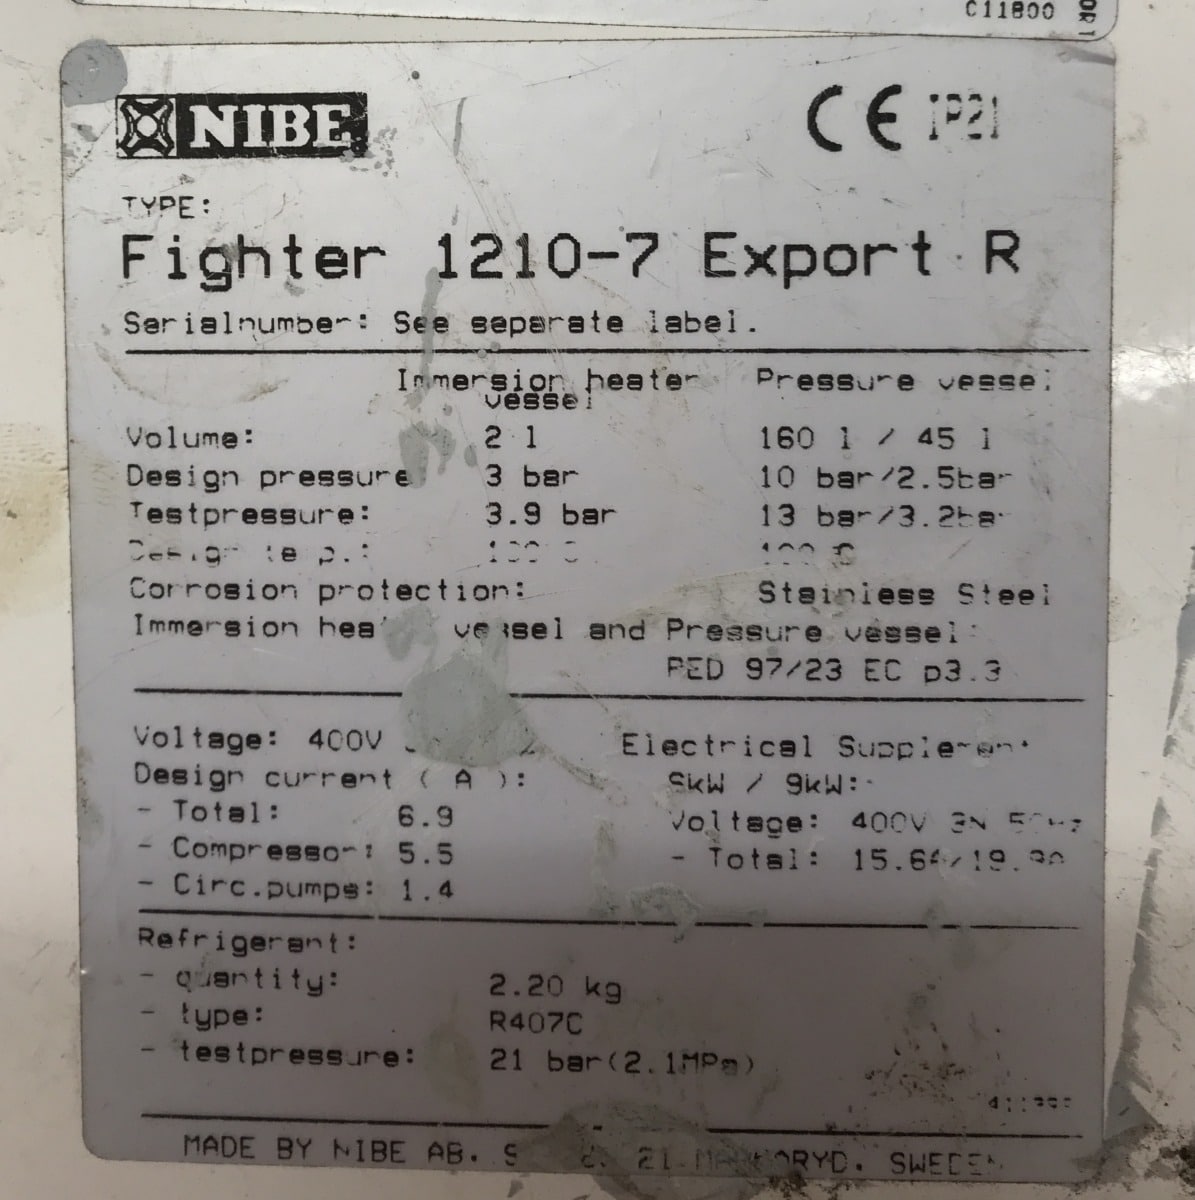 C11800
NIBE
CE IP21
TYPE:
Fighter 1210-7 Export R
Serialnumber: See separate label.
Immersion heater vessel Pressure vessel
Volume: 2 l 160 l / 45 l
Design pressure 3 bar 10 bar/2.5bar
Testpressure: 3.9 bar 13 bar/3.2bar
Corrosion protection: Stainless Steel
Immersion vessel and Pressure vessel:
PED 97/23 EC p3.3
Voltage: 400V Electrical Supplement
Design current ( A ): 9kW:
- Total: 6.9 Voltage: 400V 3N 50Hz
- Compressor: 5.5 - Total:
- Circ.pumps: 1.4
Refrigerant:
- quantity: 2.20 kg
- type: R407C
- testpressure: 21 bar(2.1MPa)
MADE BY NIBE AB. SWEDEN